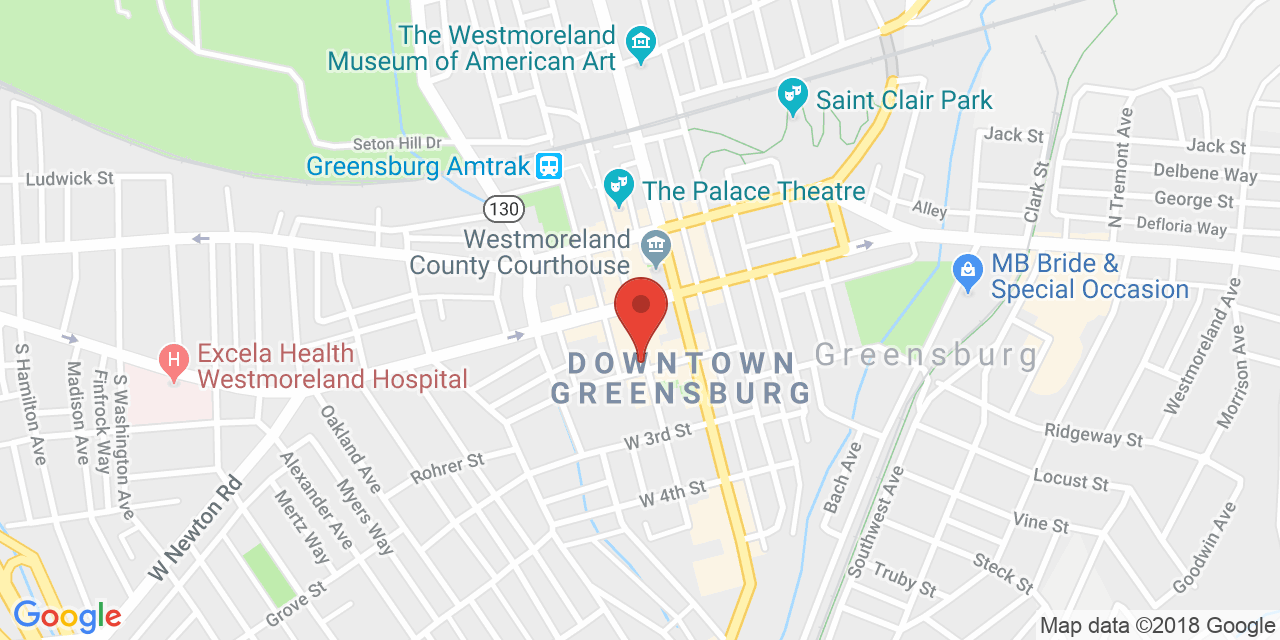 The Westmoreland
Museum of American Art
Saint Clair Park
Seton Hill Dr
Jack St
Jack St
Greensburg Amtrak
Ludwick St
Delbene Way
N Tremont Ave
Clark St
The Palace Theatre
George St
130
Alley
Defloria Way
Westmoreland
County Courthouse
MB Bride &
Special Occasion
Excela Health
Westmoreland Hospital
DOWNTOWN
GREENSBURG
Greensburg
S Hamilton Ave
Madison Ave
Finfrock Way
S Washington Ave
Westmoreland Ave
Morrison Ave
Oakland Ave
W 3rd St
Ridgeway St
Rohrer St
Alexander Ave
Myers Way
Mertz Way
W Newton Rd
W 4th St
Bach Ave
Southwest Ave
Locust St
Vine St
Steck St
Truby St
Goodwin Ave
Grove St
Google
Map data ©2018 Google